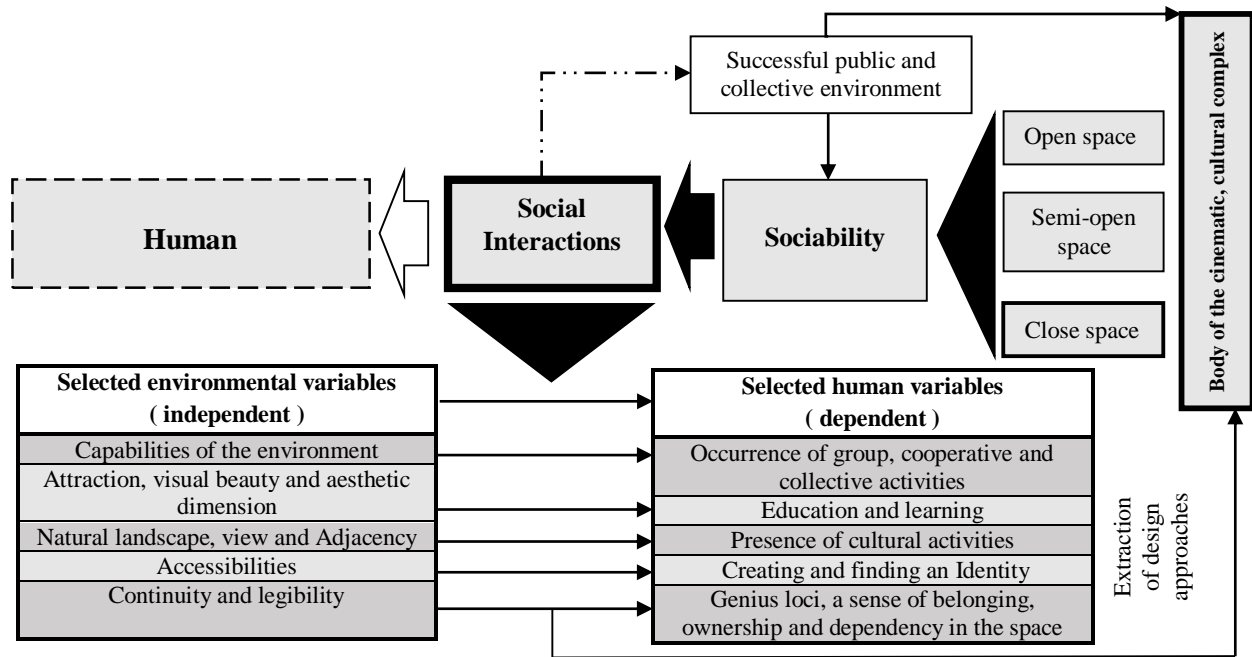 Successful public and
collective environment
Body of the cinematic, cultural complex
Open space
Semi-open
space
Close space
Sociability
Social
Interactions
Human
Selected environmental variables
( independent )
Capabilities of the environment
Attraction, visual beauty and aesthetic
dimension
Natural landscape, view and Adjacency
Accessibilities
Continuity and legibility
Selected human variables
( dependent )
Occurrence of group, cooperative and
collective activities
Education and learning
Presence of cultural activities
Creating and finding an Identity
Genius loci, a sense of belonging,
ownership and dependency in the space
Extraction
of design
approaches